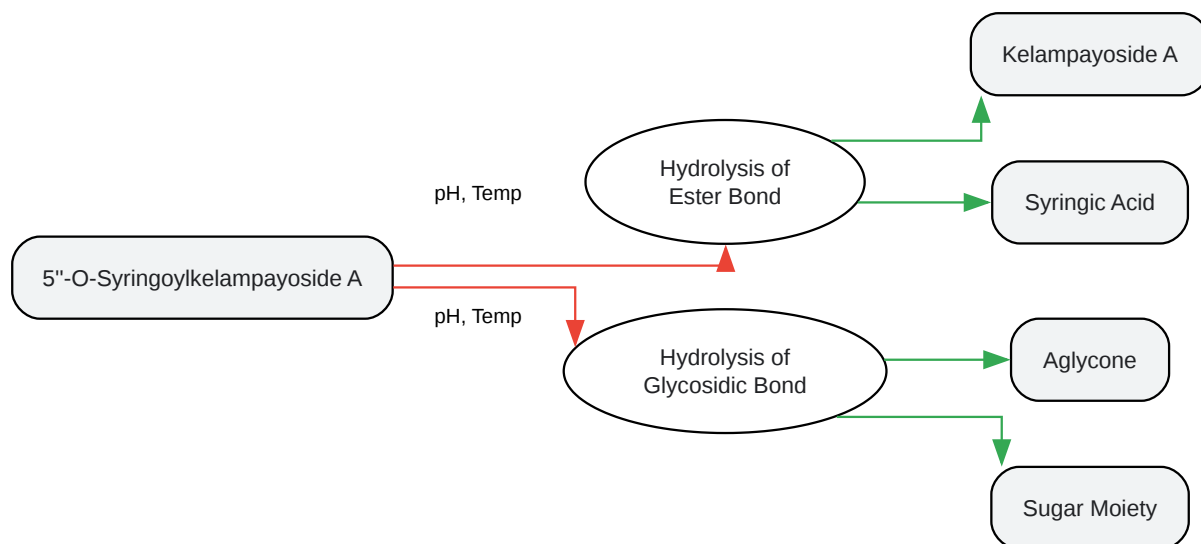 Kelampayoside A
Hydrolysis of
Ester Bond
pH, Temp
Syringic Acid
5''-O-Syringoylkelampayoside A
pH, Temp
Hydrolysis of
Glycosidic Bond
Aglycone
Sugar Moiety